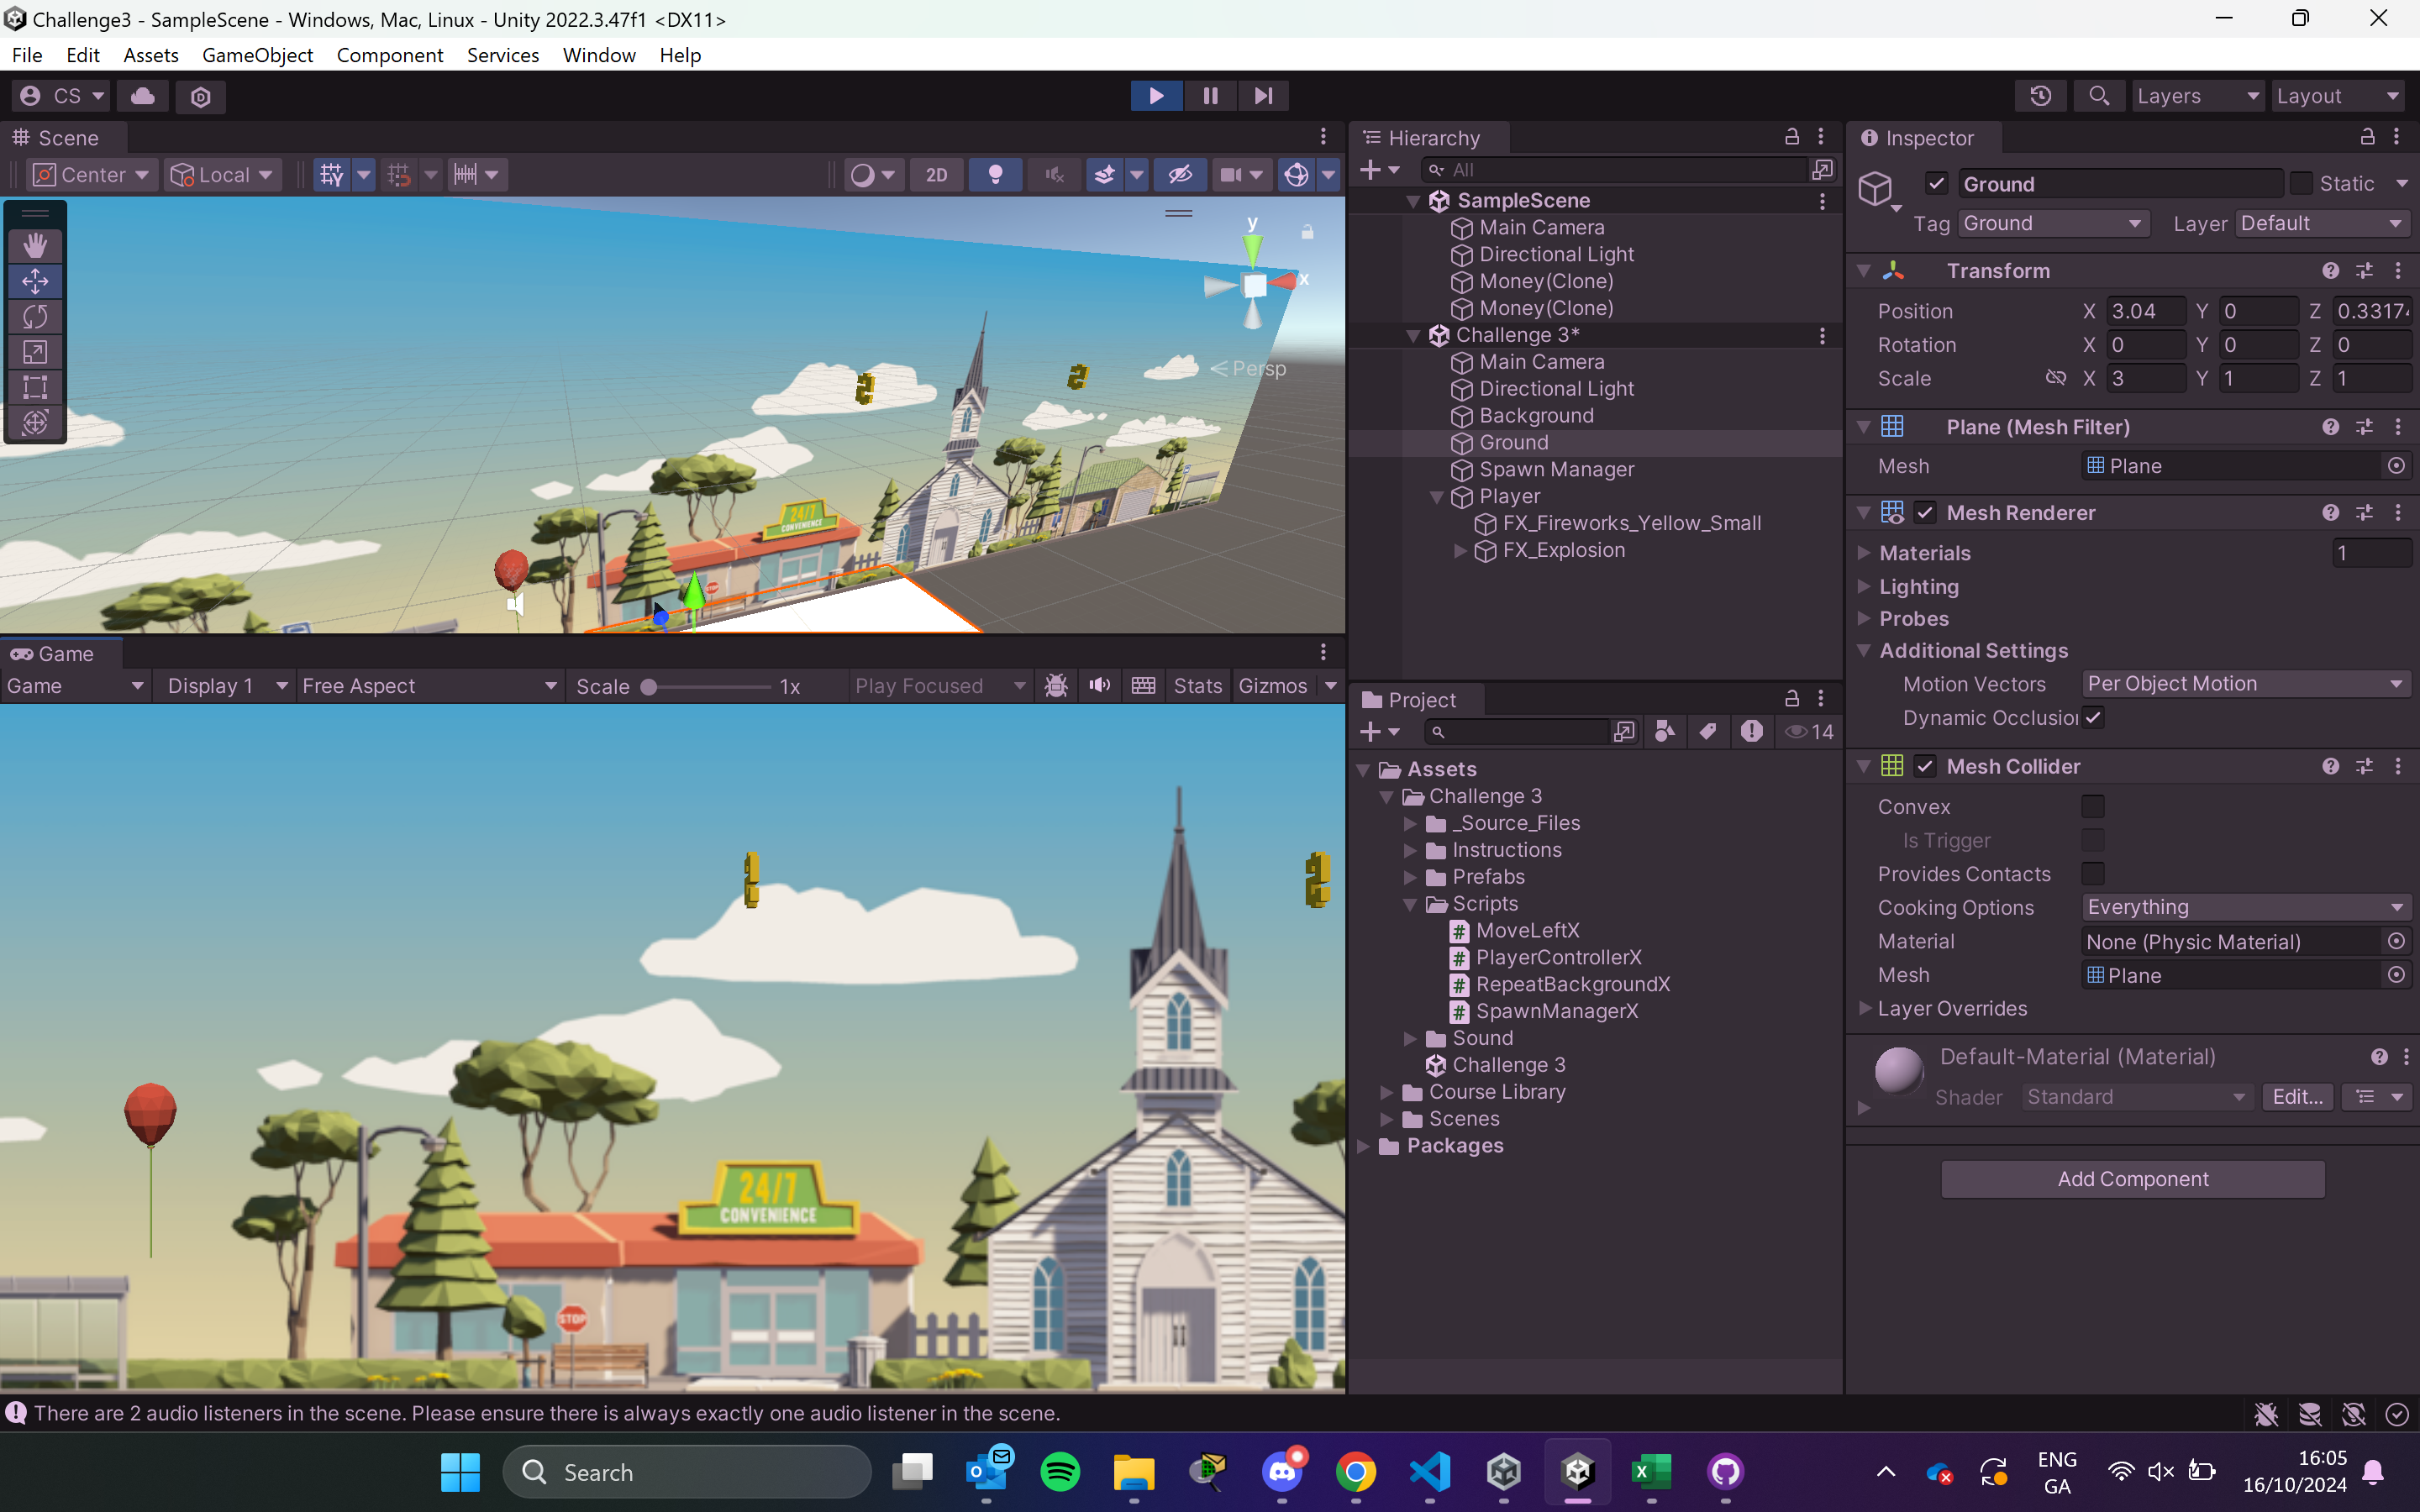 Challenge3 - SampleScene - Windows, Mac, Linux - Unity 2022.3.47f1 <DX11>
File Edit Assets GameObject Component Services Window Help
CS
Layers
Layout
Scene
Center
Local
2D
y
x
Persp
24/7
CONVENIENCE
Game
Game
Display 1
Free Aspect
Scale
1x
Play Focused
Stats
Gizmos
24/7
CONVENIENCE
STOP
Hierarchy
All
SampleScene
Main Camera
Directional Light
Money(Clone)
Money(Clone)
Challenge 3*
Main Camera
Directional Light
Background
Ground
Spawn Manager
Player
FX_Fireworks_Yellow_Small
FX_Explosion
Project
14
Assets
Challenge 3
_Source_Files
Instructions
Prefabs
Scripts
MoveLeftX
PlayerControllerX
RepeatBackgroundX
SpawnManagerX
Sound
Challenge 3
Course Library
Scenes
Packages
Inspector
Ground
Static
Tag Ground Layer Default
Transform
Position X 3.04 Y 0 Z 0.3317
Rotation X 0 Y 0 Z 0
Scale X 3 Y 1 Z 1
Plane (Mesh Filter)
Mesh Plane
Mesh Renderer
Materials 1
Lighting
Probes
Additional Settings
Motion Vectors Per Object Motion
Dynamic Occlusion
Mesh Collider
Convex
Is Trigger
Provides Contacts
Cooking Options Everything
Material None (Physic Material)
Mesh Plane
Layer Overrides
Default-Material (Material)
Shader Standard Edit...
Add Component
There are 2 audio listeners in the scene. Please ensure there is always exactly one audio listener in the scene.
Search
ENG
GA
16:05
16/10/2024